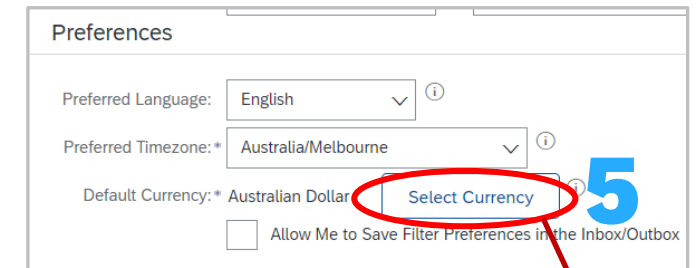 Preferences
Preferred Language: English
Preferred Timezone:* Australia/Melbourne
Default Currency:* Australian Dollar Select Currency 5
Allow Me to Save Filter Preferences in the Inbox/Outbox